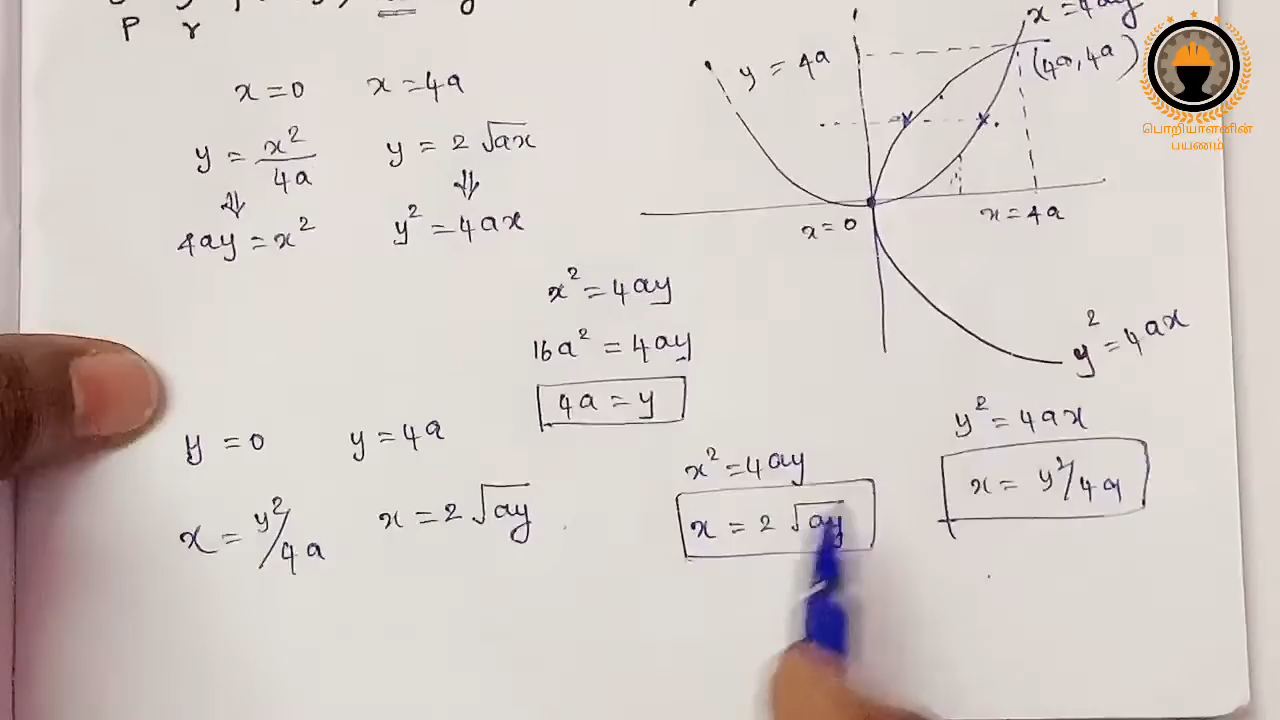 P r
x = 0 x = 4a
y = x²/4a y = 2√ax
⇓ ⇓
4ay = x² y² = 4ax
x² = 4ay
16a² = 4ay
4a = y
y = 0 y = 4a
x = y²/4a x = 2√ay
x² = 4ay
x = 2√ay
y² = 4ax
x = y²/4a
y = 4a
(4a, 4a)
x = 0
x = 4a
y² = 4ax
பொறியாளனின்
பயணம்